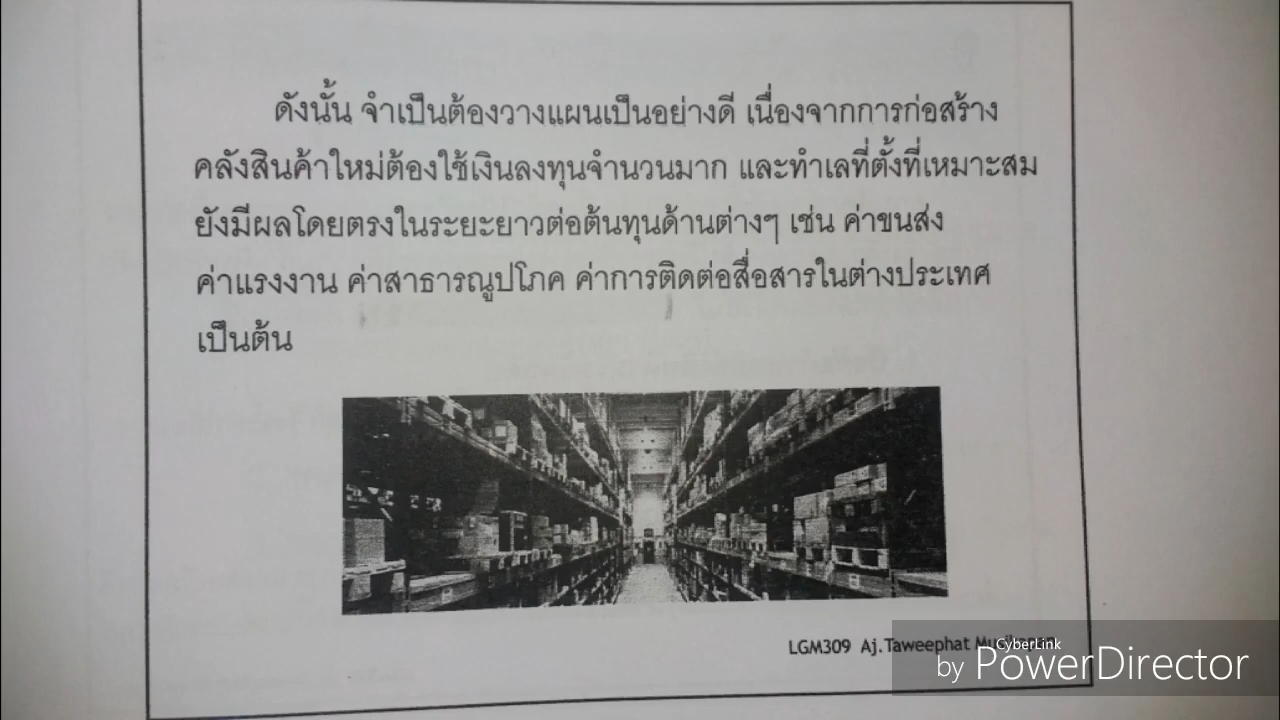 ดังนั้น จำเป็นต้องวางแผนเป็นอย่างดี เนื่องจากการก่อสร้าง
คลังสินค้าใหม่ต้องใช้เงินลงทุนจำนวนมาก และทำเลที่ตั้งที่เหมาะสม
ยังมีผลโดยตรงในระยะยาวต่อต้นทุนด้านต่างๆ เช่น ค่าขนส่ง
ค่าแรงงาน ค่าสาธารณูปโภค ค่าการติดต่อสื่อสารในต่างประเทศ
เป็นต้น
LGM309 Aj.Taweephat
CyberLink
by PowerDirector